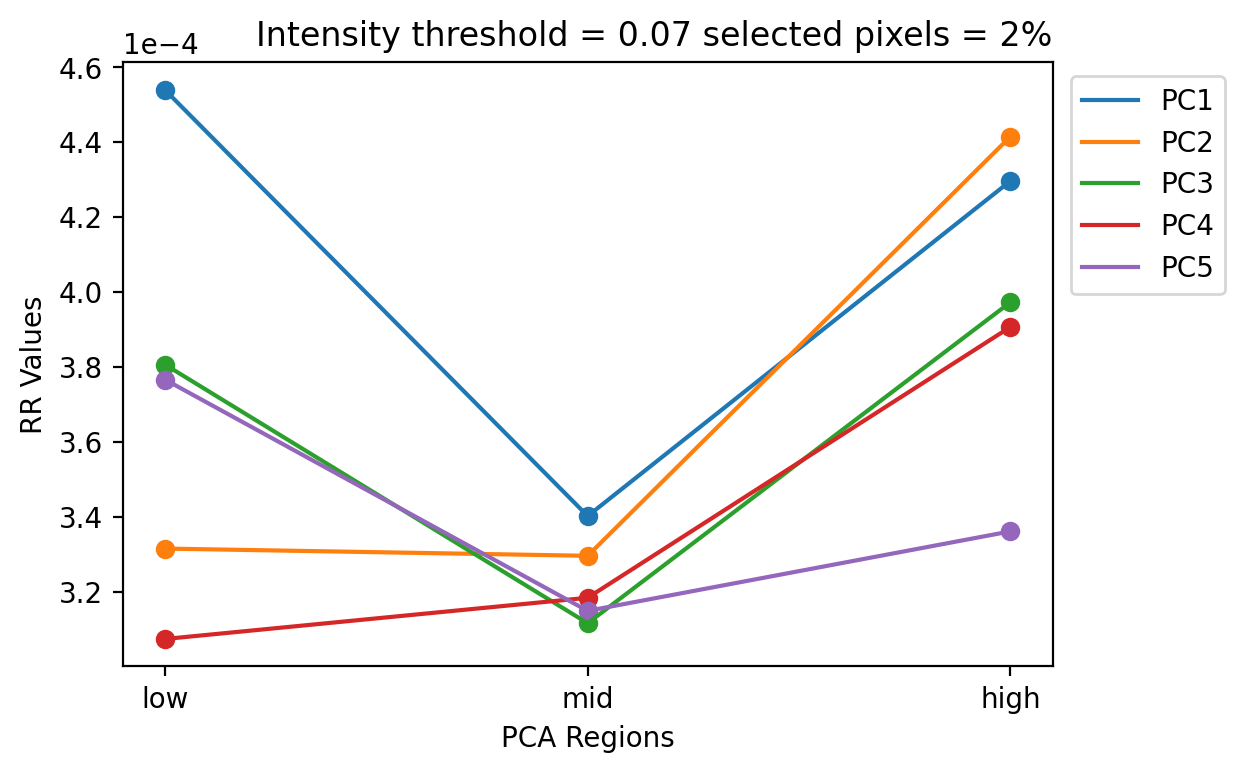 Intensity threshold = 0.07 selected pixels = 2%
1e−4
4.6
4.4
4.2
4.0
3.8
3.6
3.4
3.2
RR Values
low
mid
high
PCA Regions
PC1
PC2
PC3
PC4
PC5